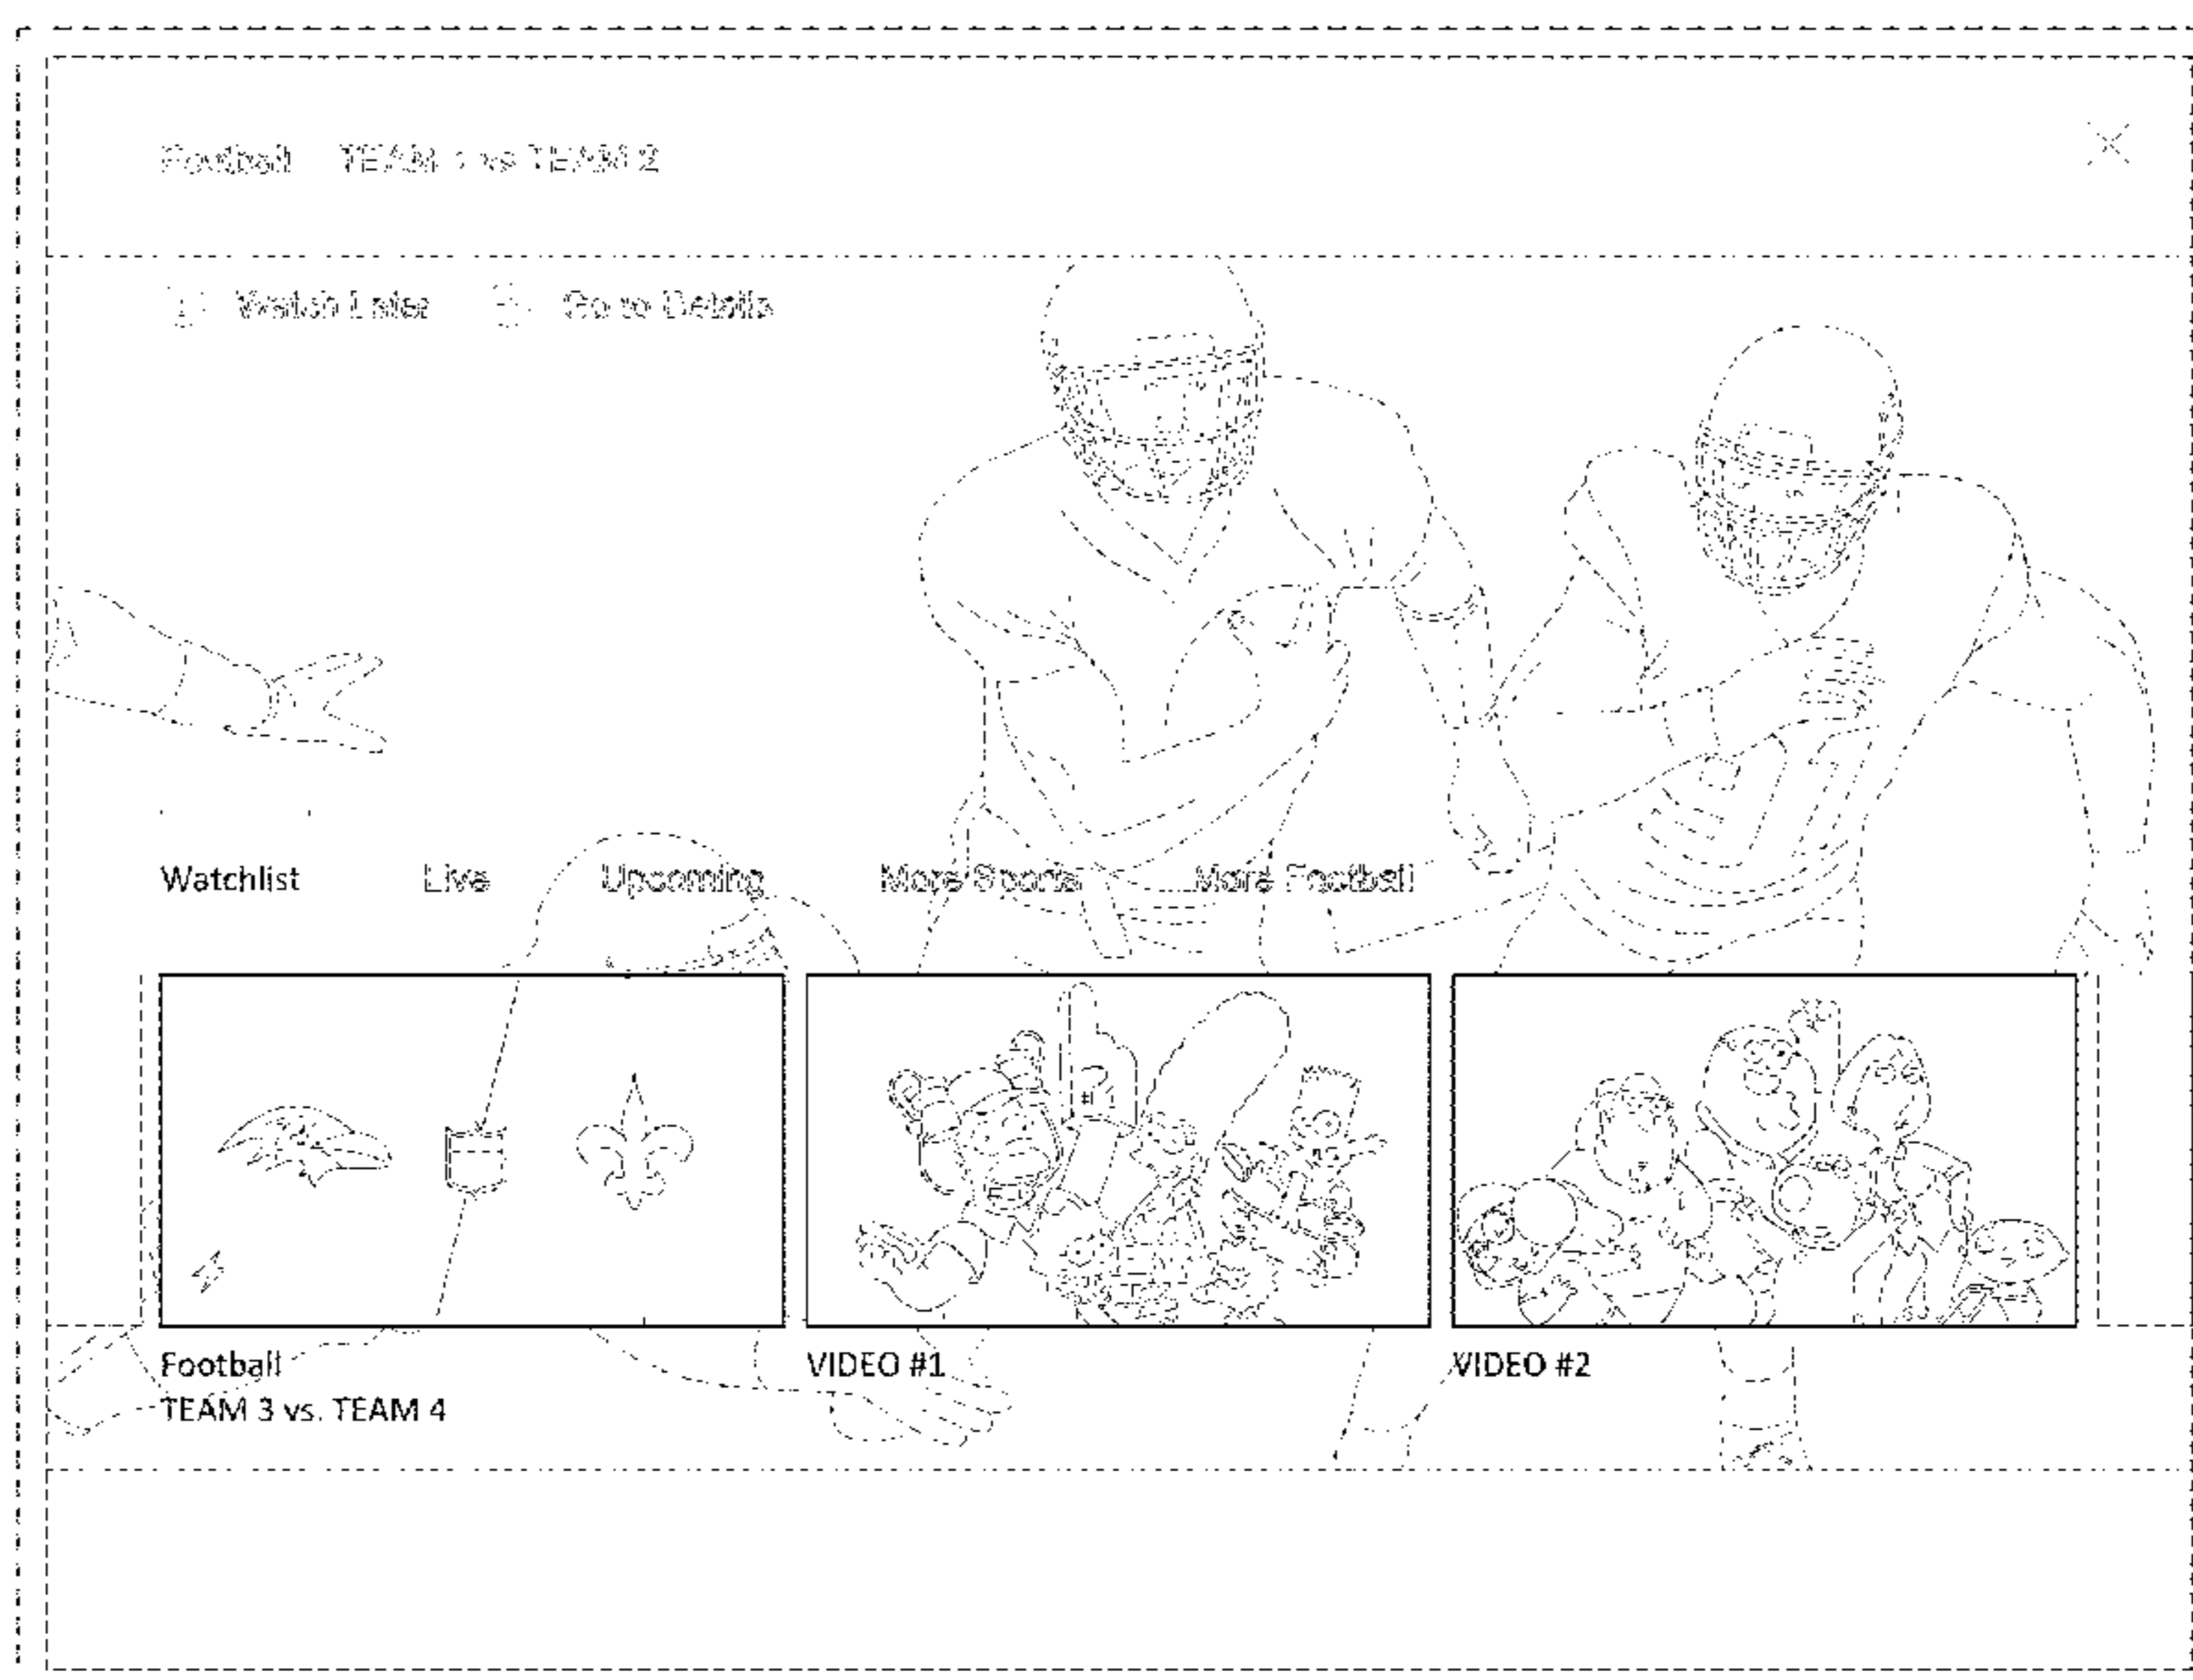 Football TEAM 1 vs TEAM 2
Watch Later Go to Details
Watchlist Live Upcoming More Sports More Football
#1
Football VIDEO #1 VIDEO #2
TEAM 3 vs. TEAM 4